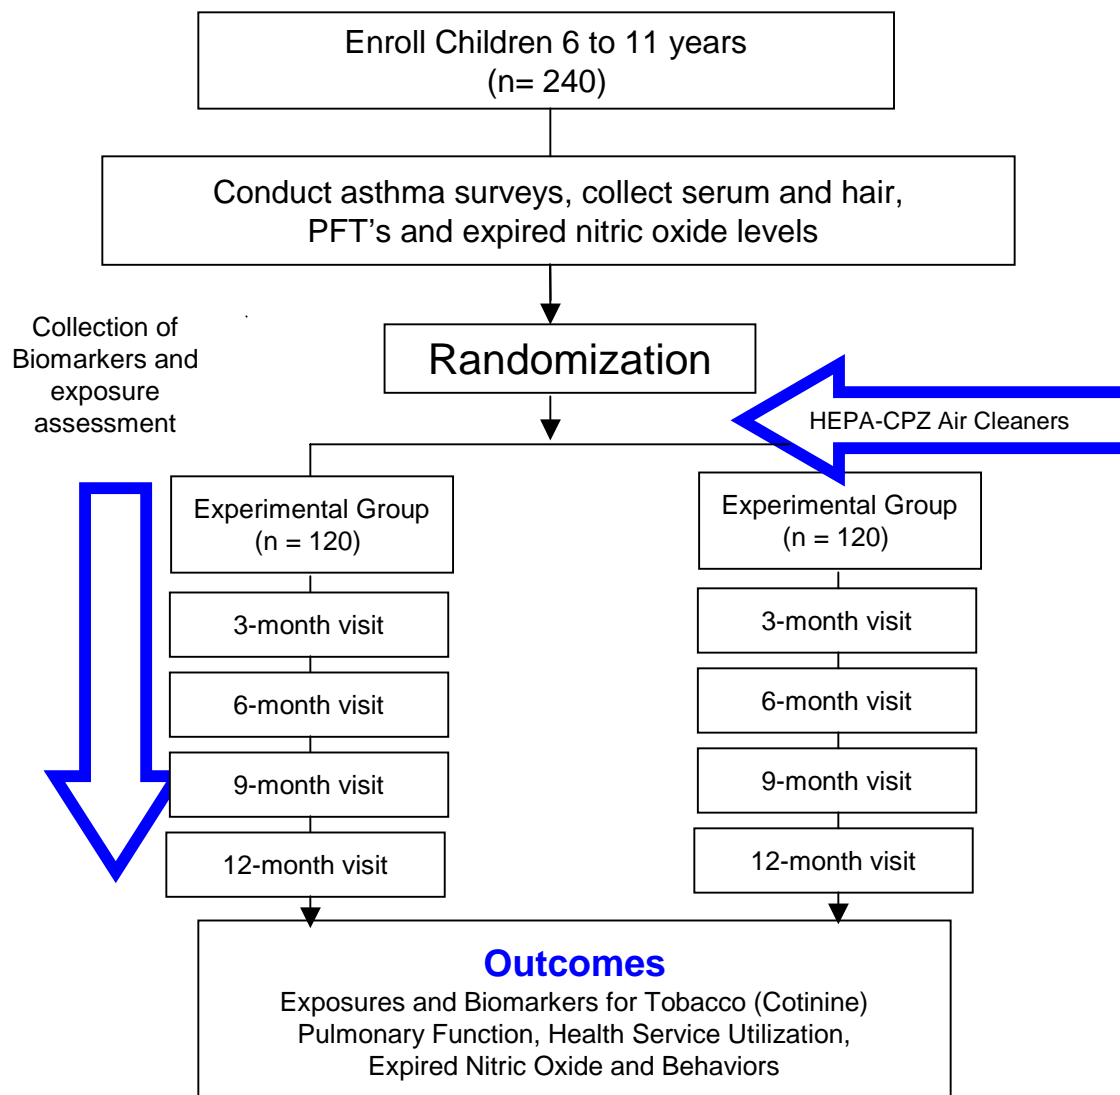 Enroll Children 6 to 11 years
(n= 240)
Conduct asthma surveys, collect serum and hair,
PFT's and expired nitric oxide levels
Collection of
Biomarkers and
exposure
assessment
Randomization
HEPA-CPZ Air Cleaners
Experimental Group
(n = 120)
3-month visit
6-month visit
9-month visit
12-month visit
Experimental Group
(n = 120)
3-month visit
6-month visit
9-month visit
12-month visit
Outcomes
Exposures and Biomarkers for Tobacco (Cotinine)
Pulmonary Function, Health Service Utilization,
Expired Nitric Oxide and Behaviors